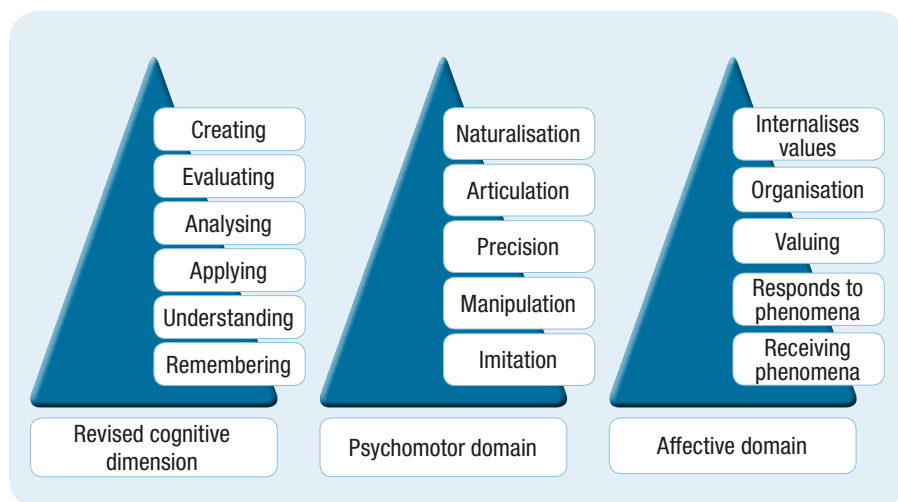 Creating
Evaluating
Analysing
Applying
Understanding
Remembering
Revised cognitive
dimension
Naturalisation
Articulation
Precision
Manipulation
Imitation
Psychomotor domain
Internalises
values
Organisation
Valuing
Responds to
phenomena
Receiving
phenomena
Affective domain